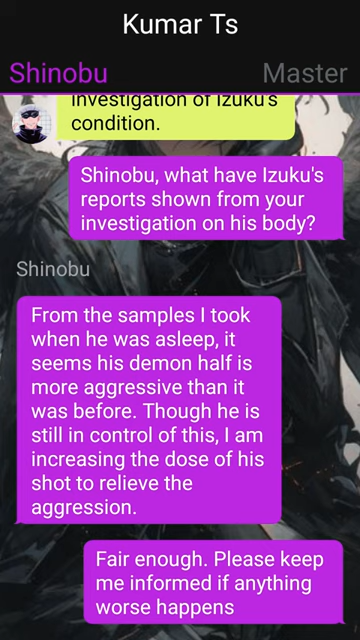 Kumar Ts
Shinobu
Master
investigation of Izuku's
condition.
Shinobu, what have Izuku's
reports shown from your
investigation on his body?
Shinobu
From the samples I took
when he was asleep, it
seems his demon half is
more aggressive than it
was before. Though he is
still in control of this, I am
increasing the dose of his
shot to relieve the
aggression.
Fair enough. Please keep
me informed if anything
worse happens